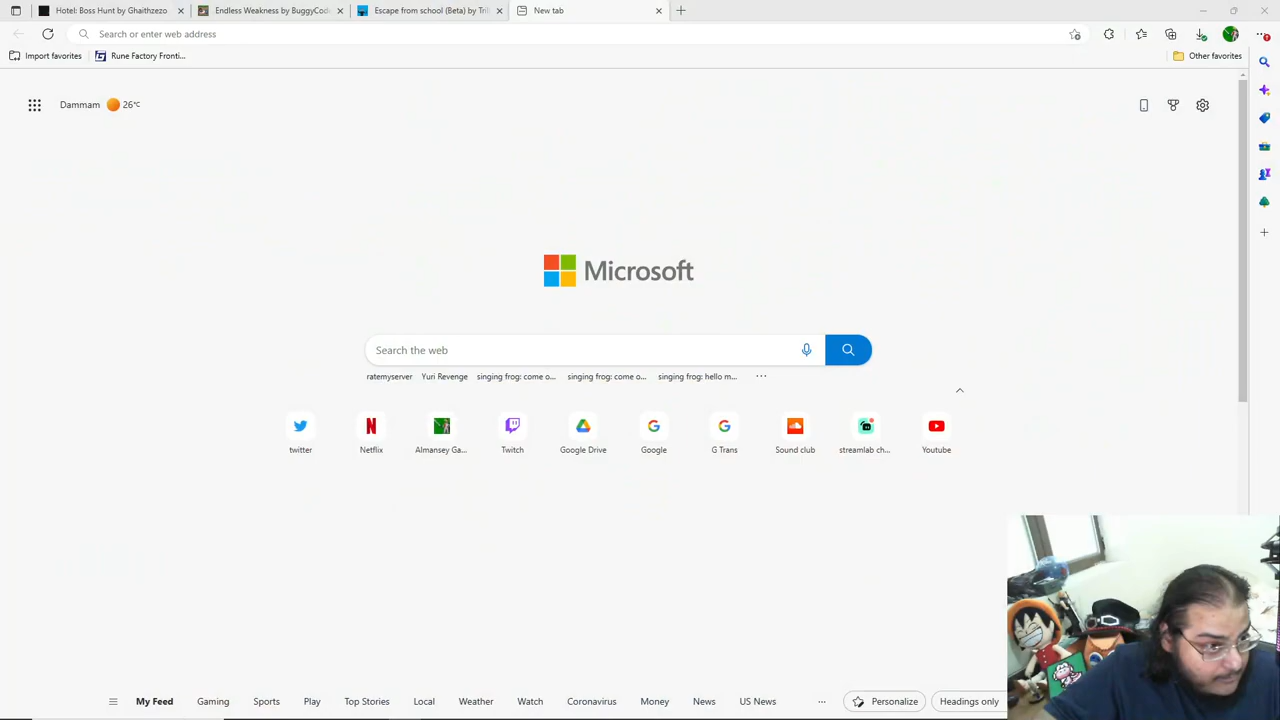 Hotel: Boss Hunt by Ghaithzezo
Endless Weakness by BuggyCod
Escape from school (Beta) by Tri
New tab
Search or enter web address
Import favorites
Rune Factory Fronti...
Other favorites
Dammam 26°C
Microsoft
Search the web
ratemyserver
Yuri Revenge
singing frog: come o...
singing frog: come o...
singing frog: hello m...
twitter
Netflix
Almansey Ga...
Twitch
Google Drive
Google
G Trans
Sound club
streamlab ch...
Youtube
My Feed
Gaming
Sports
Play
Top Stories
Local
Weather
Watch
Coronavirus
Money
News
US News
...
Personalize
Headings only